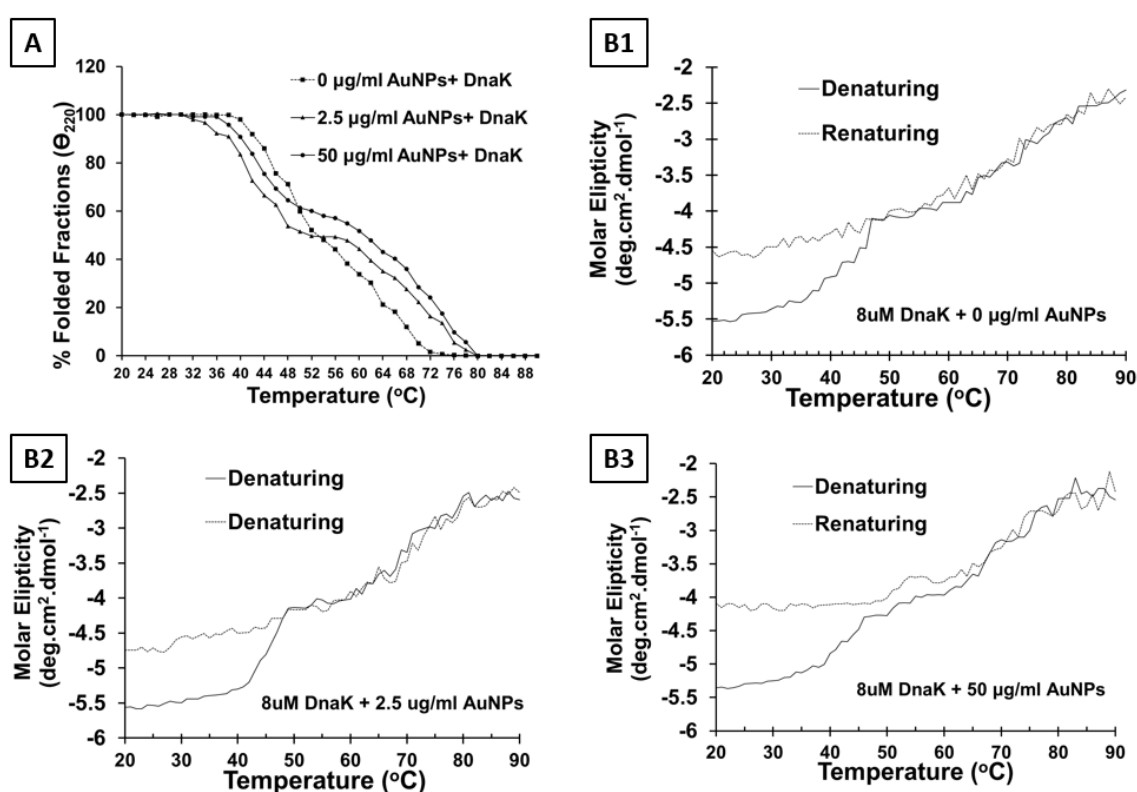 A
120
100
80
60
40
20
0
% Folded Fractions (Ɵ220)
0 µg/ml AuNPs+ DnaK
2.5 µg/ml AuNPs+ DnaK
50 µg/ml AuNPs+ DnaK
20 24 28 32 36 40 44 48 52 56 60 64 68 72 76 80 84 88
Temperature (oC)
B1
-2
-2.5
-3
-3.5
-4
-4.5
-5
-5.5
-6
Molar Elipticity
(deg.cm2.dmol-1)
Denaturing
Renaturing
8uM DnaK + 0 µg/ml AuNPs
20 30 40 50 60 70 80 90
Temperature (oC)
B2
-2
-2.5
-3
-3.5
-4
-4.5
-5
-5.5
-6
Molar Elipticity
(deg.cm2.dmol-1)
Denaturing
Denaturing
8uM DnaK + 2.5 ug/ml AuNPs
20 30 40 50 60 70 80 90
Temperature (oC)
B3
-2
-2.5
-3
-3.5
-4
-4.5
-5
-5.5
-6
Molar Elipticity
(deg.cm2.dmol-1)
Denaturing
Renaturing
8uM DnaK + 50 µg/ml AuNPs
20 30 40 50 60 70 80 90
Temperature (oC)